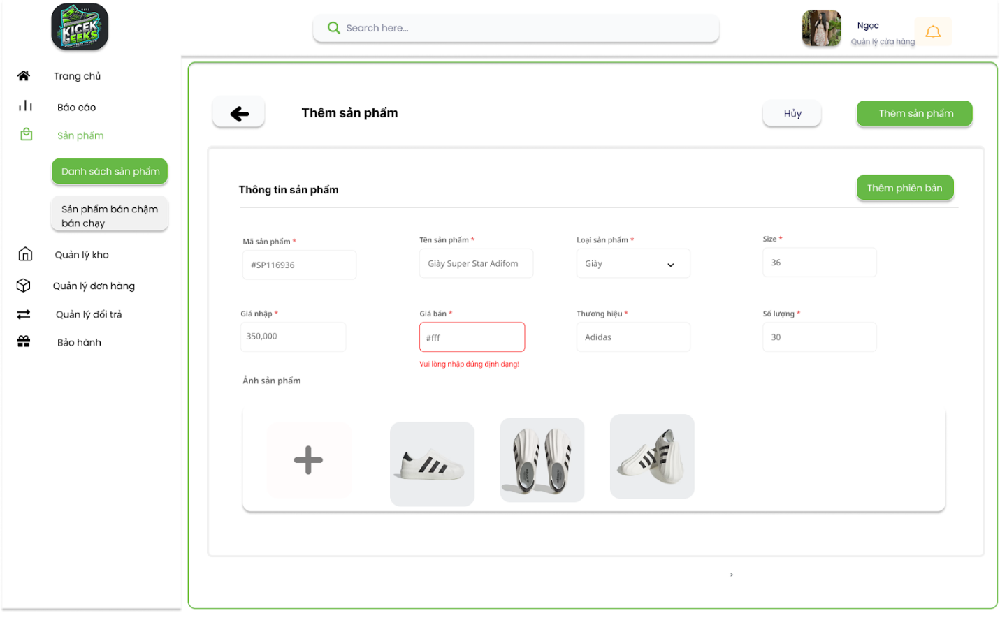 KICEK
GEEKS
Search here...
Ngọc
Quản lý cửa hàng
Trang chủ
Báo cáo
Sản phẩm
Danh sách sản phẩm
Sản phẩm bán chậm
bán chạy
Quản lý kho
Quản lý đơn hàng
Quản lý đổi trả
Bảo hành
Thêm sản phẩm
Hủy
Thêm sản phẩm
Thông tin sản phẩm
Thêm phiên bản
Mã sản phẩm *
Tên sản phẩm *
Loại sản phẩm *
Size *
#SP116936
Giày Super Star Adifom
Giày
36
Giá nhập *
Giá bán *
Thương hiệu *
Số lượng *
350,000
#fff
Adidas
30
Vui lòng nhập đúng định dạng!
Ảnh sản phẩm